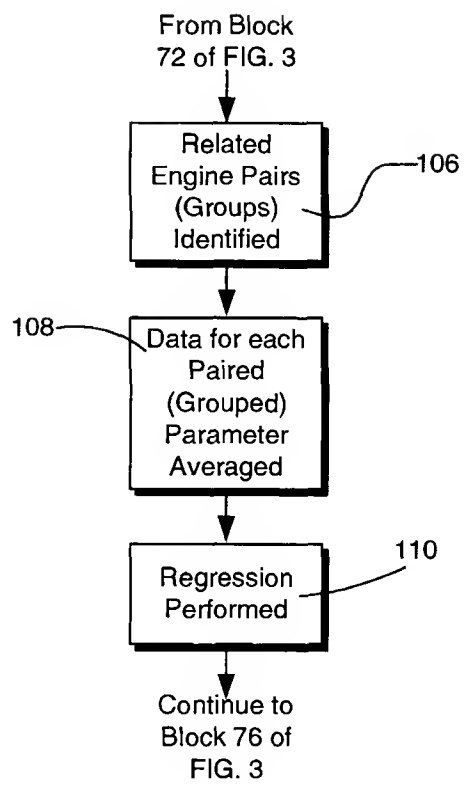 From Block
72 of FIG. 3
Related
Engine Pairs
(Groups)
Identified
106
108
Data for each
Paired
(Grouped)
Parameter
Averaged
110
Regression
Performed
Continue to
Block 76 of
FIG. 3